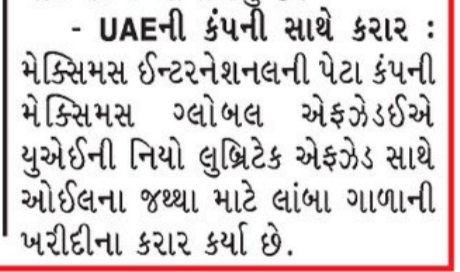 - UAEની કંપની સાથે કરાર :
મેક્સિમસ ઈન્ટરનેશનલની પેટા કંપની
મેક્સિમસ ગ્લોબલ એફઝેડઈએ
યુએઈની નિયો લુબ્રિટેક એફઝેડ સાથે
ઓઈલના જથ્થા માટે લાંબા ગાળાની
ખરીદીના કરાર કર્યા છે.